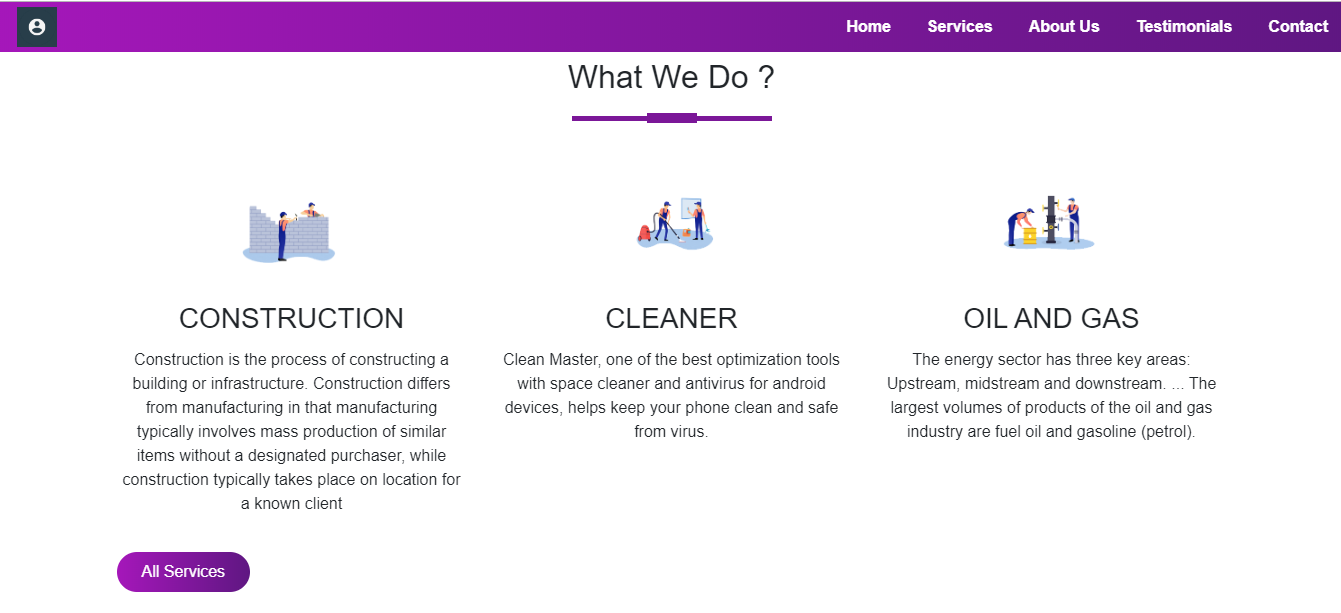 Home Services About Us Testimonials Contact
What We Do ?
CONSTRUCTION
Construction is the process of constructing a
building or infrastructure. Construction differs
from manufacturing in that manufacturing
typically involves mass production of similar
items without a designated purchaser, while
construction typically takes place on location for
a known client
CLEANER
Clean Master, one of the best optimization tools
with space cleaner and antivirus for android
devices, helps keep your phone clean and safe
from virus.
OIL AND GAS
The energy sector has three key areas:
Upstream, midstream and downstream. ... The
largest volumes of products of the oil and gas
industry are fuel oil and gasoline (petrol).
All Services